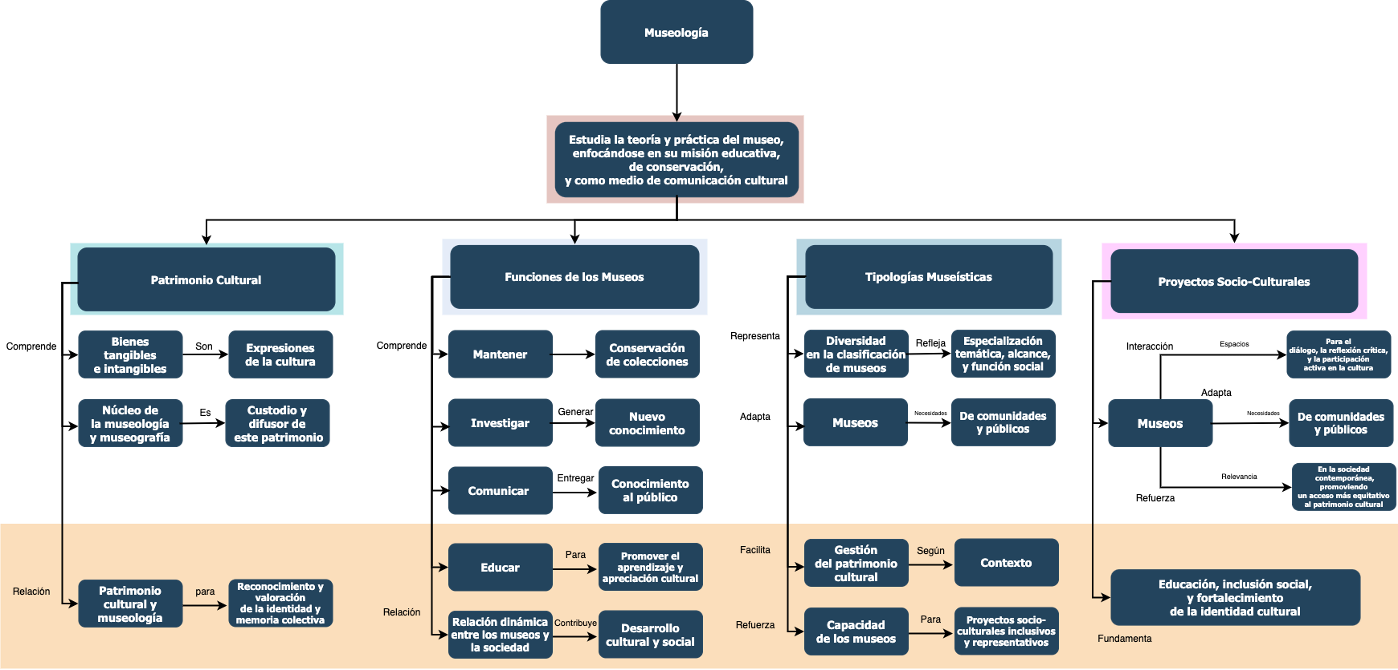 Museología
Estudia la teoría y práctica del museo,
enfocándose en su misión educativa,
de conservación,
y como medio de comunicación cultural
Patrimonio Cultural
Comprende
Bienes
tangibles
e intangibles
Son
Expresiones
de la cultura
Núcleo de
la museología
y museografía
Es
Custodio y
difusor de
este patrimonio
Relación
Patrimonio
cultural y
museología
para
Reconocimiento y
valoración
de la identidad y
memoria colectiva
Funciones de los Museos
Comprende
Mantener
Conservación
de colecciones
Investigar
Generar
Nuevo
conocimiento
Comunicar
Entregar
Conocimiento
al público
Educar
Para
Promover el
aprendizaje y
apreciación cultural
Relación
Relación dinámica
entre los museos y
la sociedad
Contribuye
Desarrollo
cultural y social
Tipologías Museísticas
Representa
Diversidad
en la clasificación
de museos
Refleja
Especialización
temática, alcance,
y función social
Adapta
Museos
Necesidades
De comunidades
y públicos
Facilita
Gestión
del patrimonio
cultural
Según
Contexto
Refuerza
Capacidad
de los museos
Para
Proyectos socio-
culturales inclusivos
y representativos
Proyectos Socio-Culturales
Interacción
Espacios
Para el
diálogo, la reflexión crítica,
y la participación
activa en la cultura
Adapta
Museos
Necesidades
De comunidades
y públicos
Refuerza
Relevancia
En la sociedad
contemporánea,
promoviendo
un acceso más equitativo
al patrimonio cultural
Educación, inclusión social,
y fortalecimiento
de la identidad cultural
Fundamenta